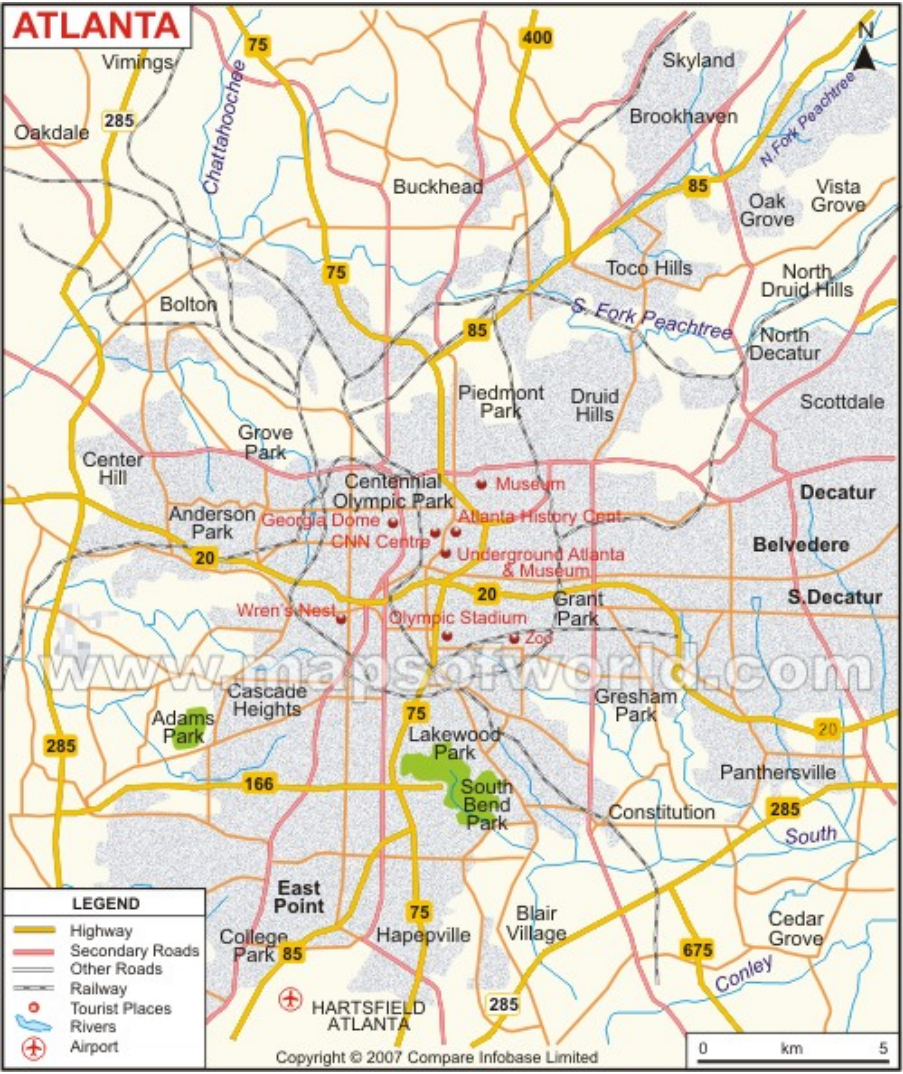 ATLANTA
75
400
N
Vimings
Skyland
Chattahoochee
285
Oakdale
Brookhaven
N.Fork Peachtree
Buckhead
85
Oak
Grove
Vista
Grove
75
Toco Hills
North
Druid Hills
Bolton
85
S. Fork Peachtree
North
Decatur
Piedmont
Park
Druid
Hills
Scottdale
Grove
Park
Center
Hill
Centennial
Olympic Park
Museum
Decatur
Anderson
Park
Georgia Dome
Atlanta History Cent.
CNN Centre
Underground Atlanta
& Museum
Belvedere
20
20
Grant
Park
S.Decatur
Wren's Nest
Olympic Stadium
Zoo
www.mapsofworld.com
Cascade
Heights
Gresham
Park
Adams
Park
75
Lakewood
Park
20
285
166
South
Bend
Park
Panthersville
Constitution
285
South
East
Point
75
Blair
Village
Cedar
Grove
College
Park
85
Hapepville
675
Conley
285
HARTSFIELD
ATLANTA
LEGEND
Highway
Secondary Roads
Other Roads
Railway
Tourist Places
Rivers
Airport
Copyright © 2007 Compare Infobase Limited
0 km 5